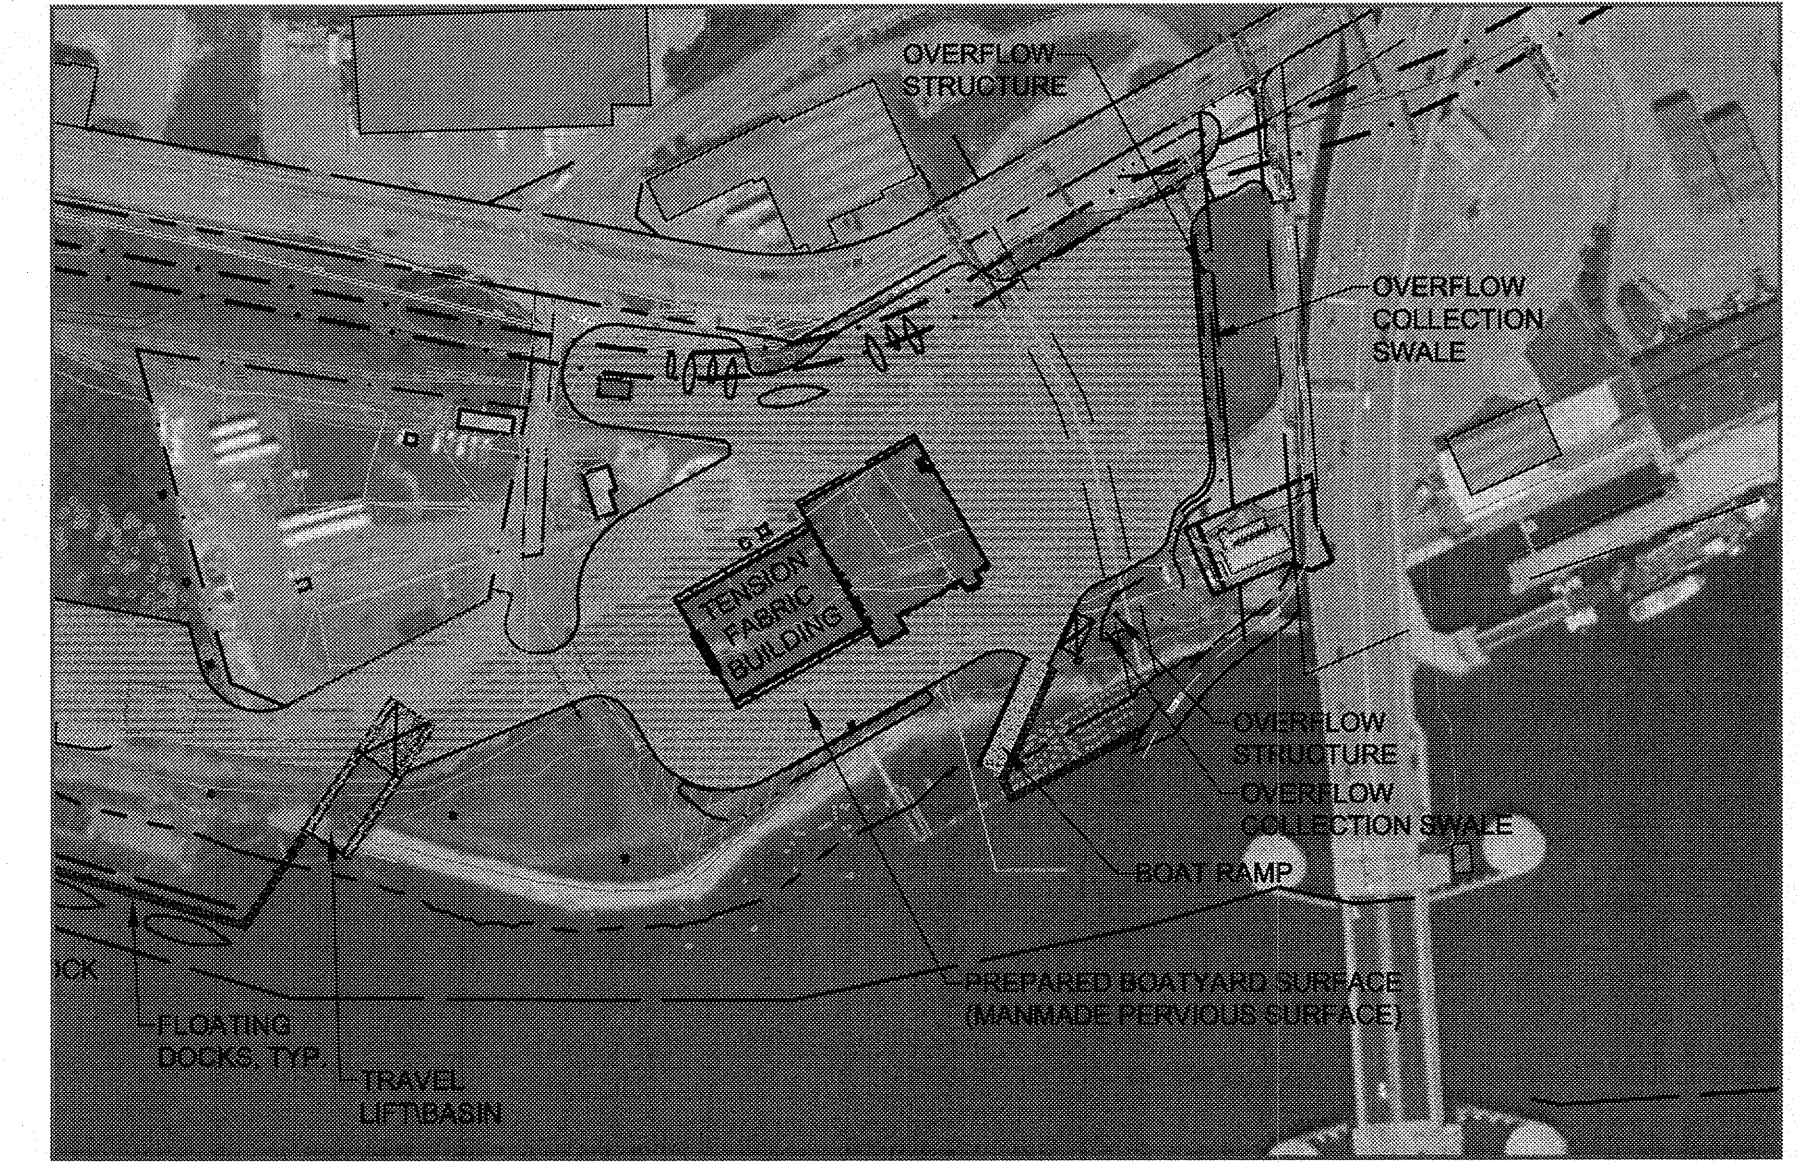 OVERFLOW
STRUCTURE
OVERFLOW
COLLECTION
SWALE
TENSION
FABRIC
BUILDING
OVERFLOW
STRUCTURE
OVERFLOW
COLLECTION SWALE
BOAT RAMP
OCK
PREPARED BOATYARD SURFACE
(MANMADE PERVIOUS SURFACE)
FLOATING
DOCKS, TYP.
TRAVEL
LIFT\BASIN